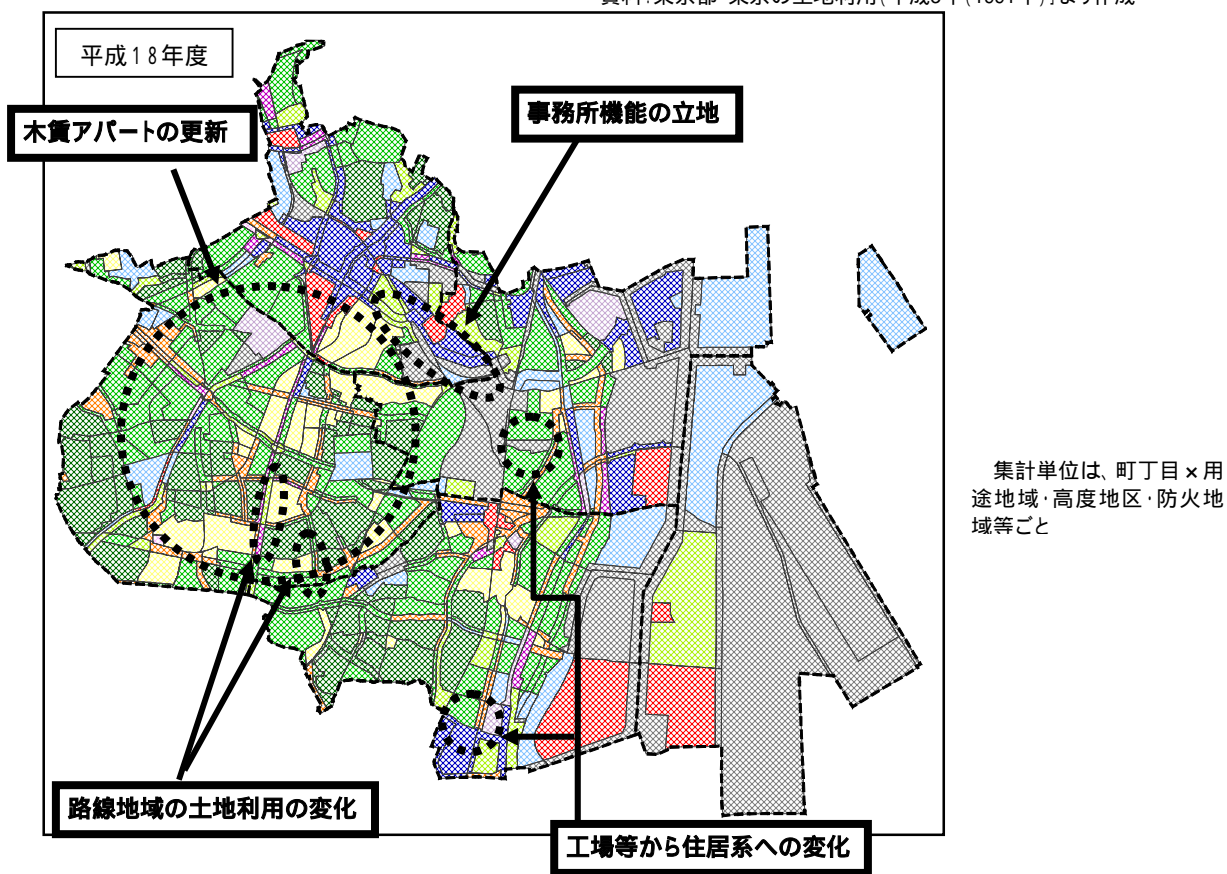 平成18年度
木賃アパートの更新
事務所機能の立地
集計単位は、町丁目×用
途地域・高度地区・防火地
域等ごと
路線地域の土地利用の変化
工場等から住居系への変化